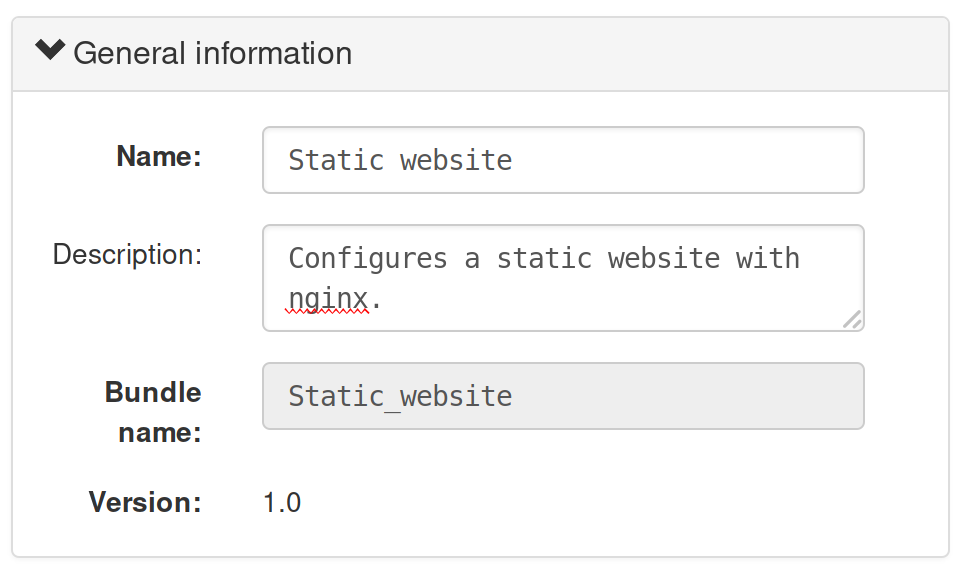 General information
Name:
Static website
Description:
Configures a static website with
nginx.
Bundle
name:
Static_website
Version:
1.0